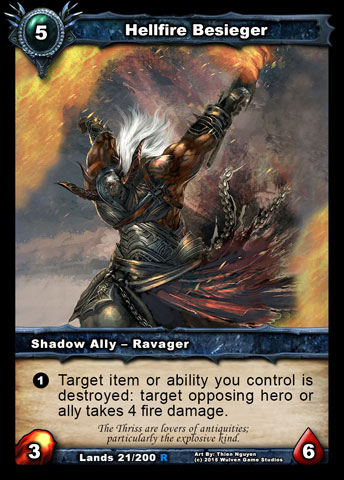 5
Hellfire Besieger
Shadow Ally – Ravager
1 Target item or ability you control is
destroyed: target opposing hero or
ally takes 4 fire damage.
The Thriss are lovers of antiquities;
particularly the explosive kind.
3
Lands 21/200 R
Art By: Thien Nguyen
(c) 2015 Wulven Game Studios
6